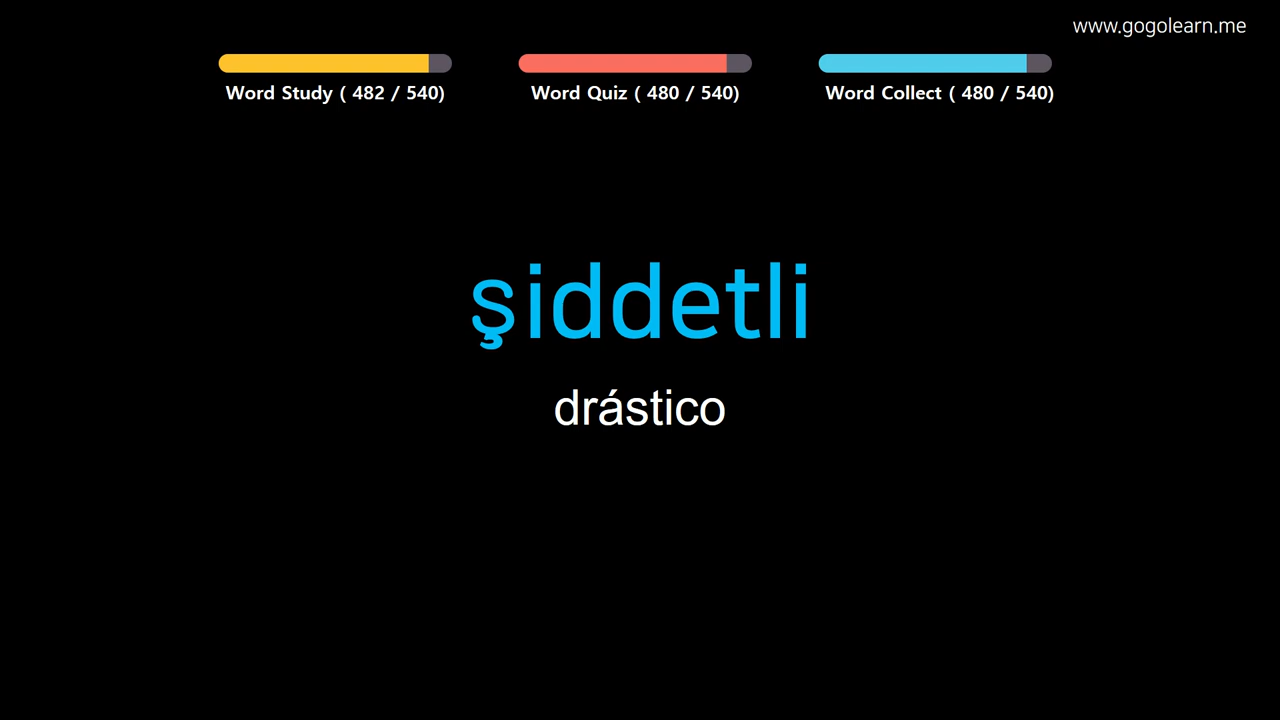 www.gogolearn.me
Word Study ( 482 / 540)
Word Quiz ( 480 / 540)
Word Collect ( 480 / 540)
şiddetli
drástico